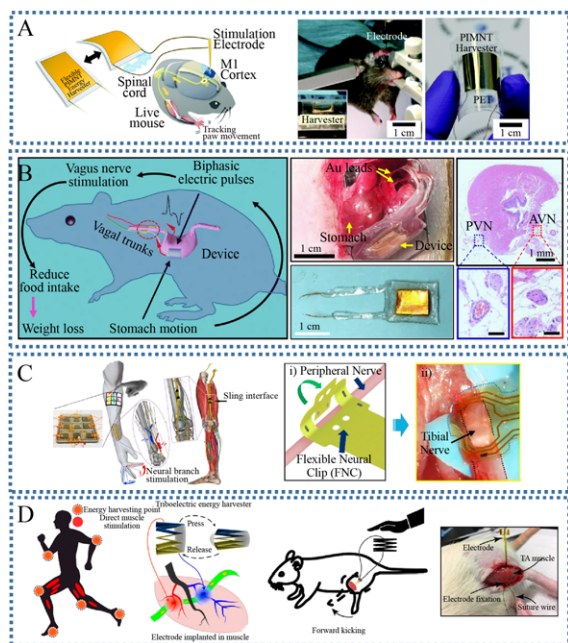 A
Flexible
PIMNT
Energy
Harvester
Stimulation
Electrode
M1
Cortex
Spinal
cord
Live
mouse
Tracking
paw movement
Electrode
Harvester
1 cm
PIMNT
Harvester
PET
1 cm
B
Vagus nerve
stimulation
Biphasic
electric pulses
Vagal trunks
Device
Reduce
food intake
Weight loss
Stomach motion
Au leads
Stomach
Device
1 cm
1 cm
PVN
AVN
1 mm
C
Sling interface
Neural branch
stimulation
i) Peripheral Nerve
Flexible Neural
Clip (FNC)
ii)
Tibial
Nerve
D
Energy harvesting point
Direct muscle
stimulation
Triboelectric energy harvester
Press
Release
Electrode implanted in muscle
Forward kicking
Electrode
TA muscle
Electrode fixation
Suture wire